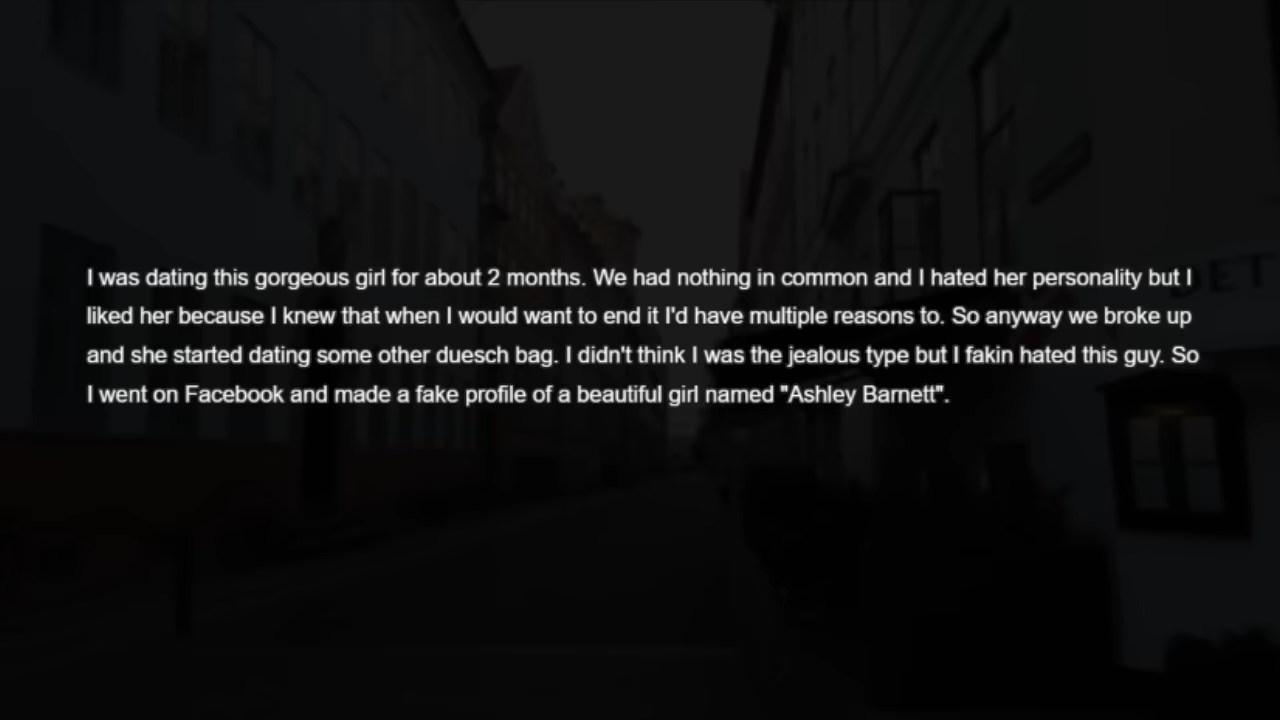 I was dating this gorgeous girl for about 2 months. We had nothing in common and I hated her personality but I
liked her because I knew that when I would want to end it I'd have multiple reasons to. So anyway we broke up
and she started dating some other duesch bag. I didn't think I was the jealous type but I fakin hated this guy. So
I went on Facebook and made a fake profile of a beautiful girl named "Ashley Barnett".